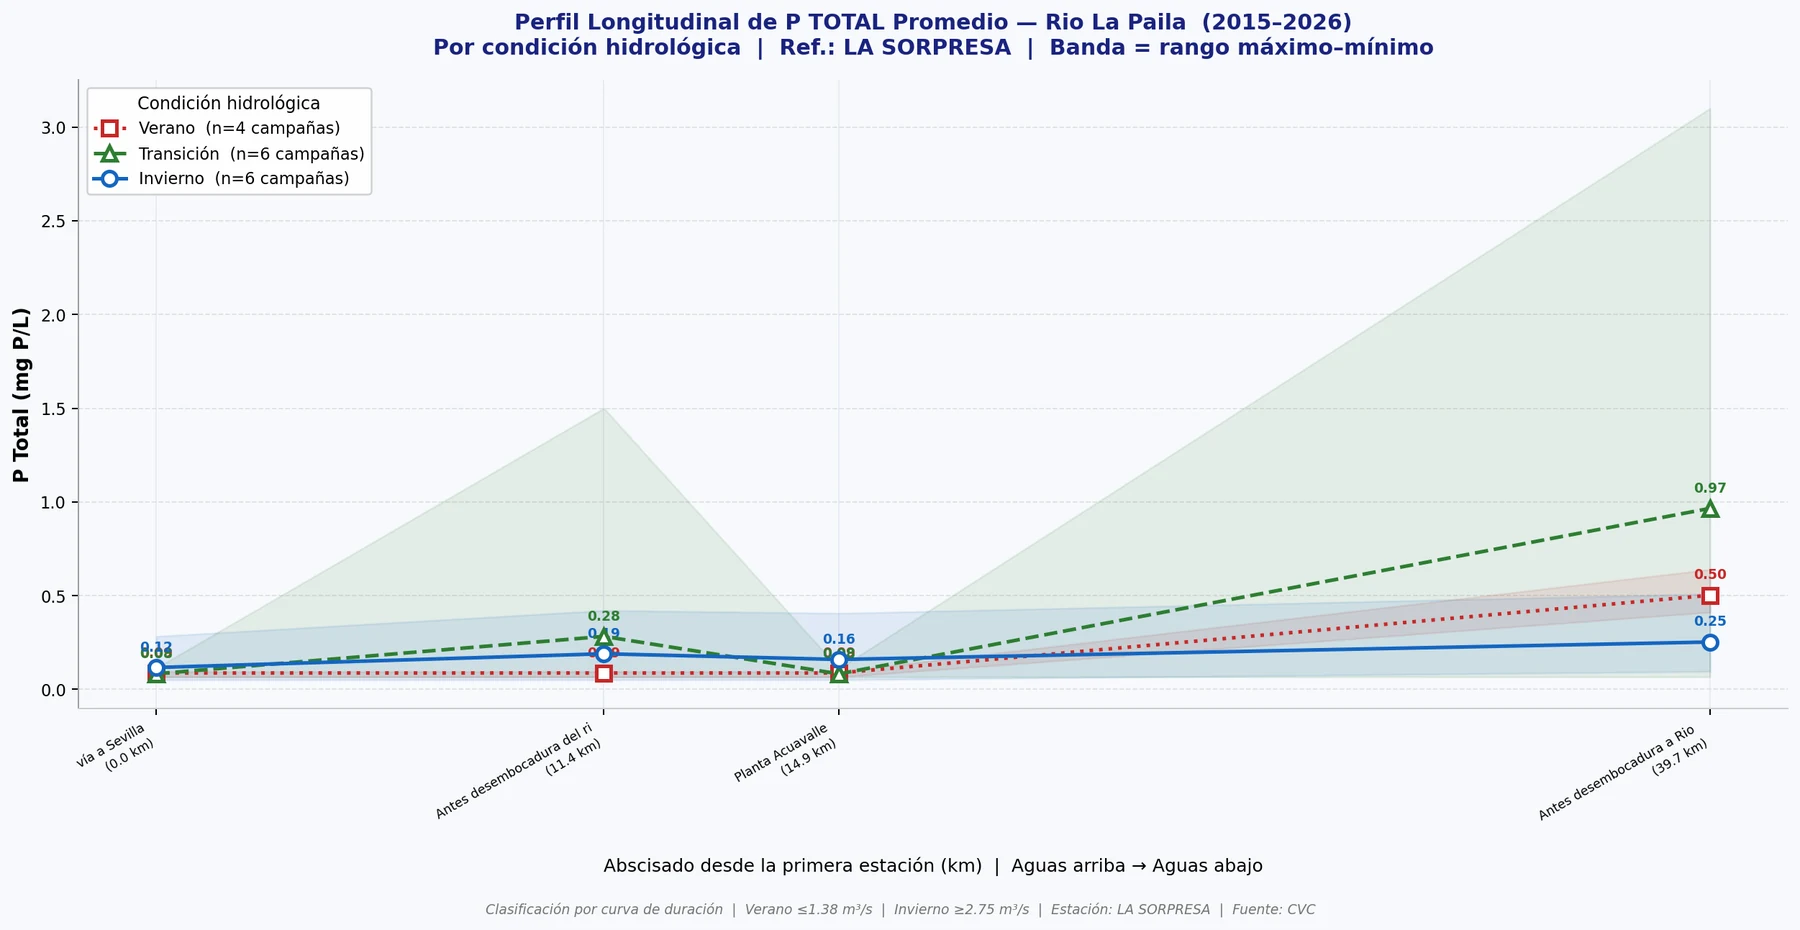 Perfil Longitudinal de P TOTAL Promedio — Rio La Paila  (2015–2026)
Por condición hidrológica  |  Ref.: LA SORPRESA  |  Banda = rango máximo–mínimo
Condición hidrológica
Verano  (n=4 campañas)
Transición  (n=6 campañas)
Invierno  (n=6 campañas)
P Total (mg P/L)
3.0
2.5
2.0
1.5
1.0
0.5
0.0
0.97
0.50
0.25
0.28
0.19
0.16
0.09
0.12
0.08
vía a Sevilla
(0.0 km)
Antes desembocadura del ri
(11.4 km)
Planta Acuavalle
(14.9 km)
Antes desembocadura a Rio
(39.7 km)
Abscisado desde la primera estación (km)  |  Aguas arriba → Aguas abajo
Clasificación por curva de duración  |  Verano ≤1.38 m³/s  |  Invierno ≥2.75 m³/s  |  Estación: LA SORPRESA  |  Fuente: CVC